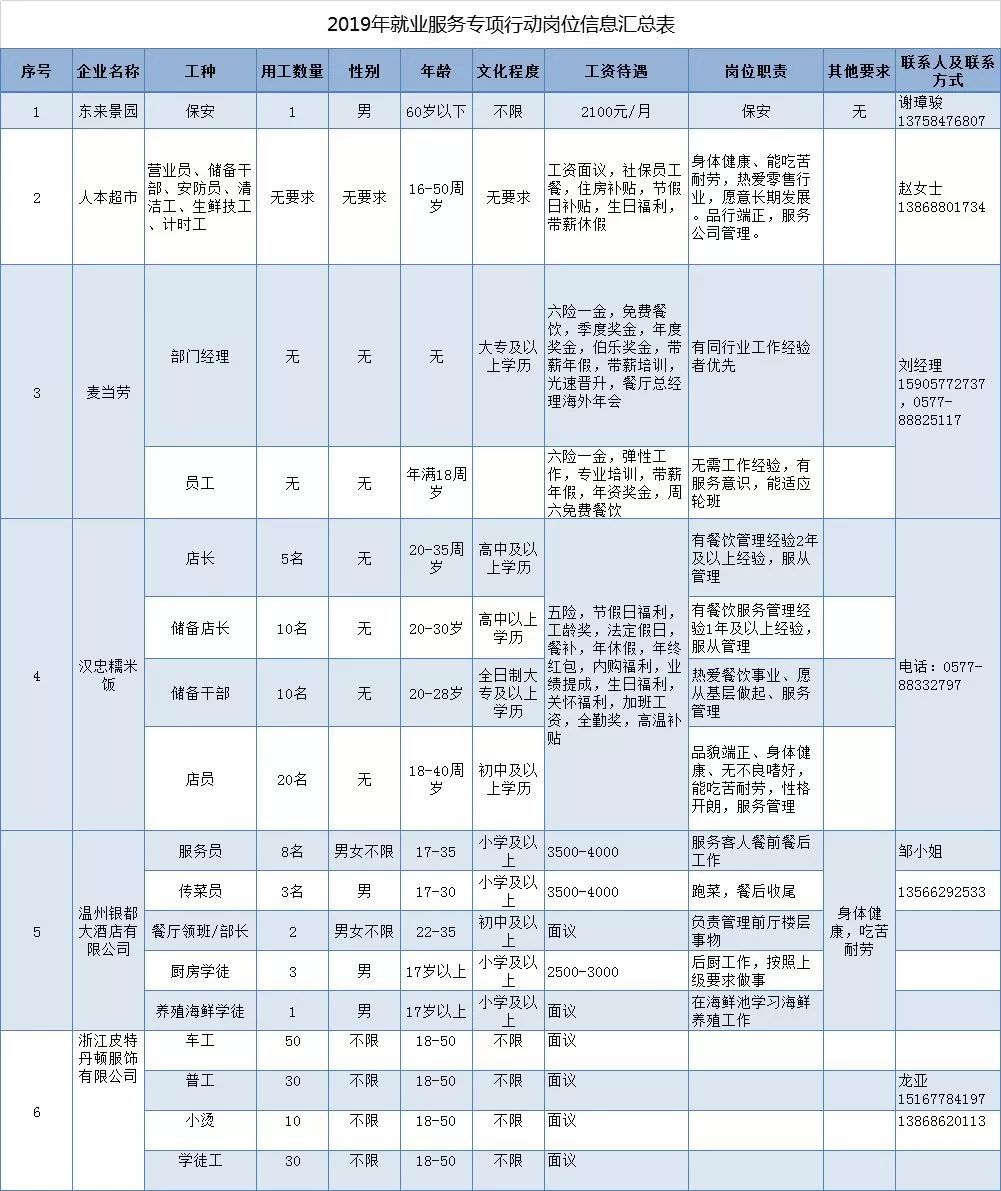 2019年就业服务专项行动岗位信息汇总表
序号 企业名称 工种 用工数量 性别 年龄 文化程度 工资待遇 岗位职责 其他要求 联系人及联系
方式
1 东来景园 保安 1 男 60岁以下 不限 2100元/月 保安 无 谢璋骏
13758476807
2 人本超市
营业员、储备干
部、安防员、清
洁工、生鲜技工
、计时工
无要求 无要求
16-50周
岁
无要求
工资面议，社保员工
餐，住房补贴，节假
日补贴，生日福利，
带薪休假
身体健康、能吃苦
耐劳，热爱零售行
业，愿意长期发展
。品行端正，服务
公司管理。
赵女士
13868801734
3 麦当劳
部门经理 无 无 无
大专及以
上学历
六险一金，免费餐
饮，季度奖金，年度
奖金，伯乐奖金，带
薪年假，带薪培训，
光速晋升，餐厅总经
理海外年会
有同行业工作经验
者优先
刘经理
15905772737
，0577-
88825117
员工 无 无
年满18周
岁
六险一金，弹性工
作，专业培训，带薪
年假，年资奖金，周
六免费餐饮
无需工作经验，有
服务意识，能适应
轮班
4
汉忠糯米
饭
店长 5名 无
20-35周
岁
高中及以
上学历
五险，节假日福利，
工龄奖，法定假日，
餐补，年休假，年终
红包，内购福利，业
绩提成，生日福利，
关怀福利，加班工
资，全勤奖，高温补
贴
有餐饮管理经验2年
及以上经验，服从
管理
电话：0577-
88332797
储备店长 10名 无 20-30岁
高中以上
学历
有餐饮服务管理经
验1年及以上经验，
服从管理
储备干部 10名 无 20-28岁
全日制大
专及以上
学历
热爱餐饮事业、愿
从基层做起、服务
管理
店员 20名 无
18-40周
岁
初中及以
上学历
品貌端正、身体健
康、无不良嗜好，
能吃苦耐劳，性格
开朗，服务管理
5
温州银都
大酒店有
限公司
服务员 8名 男女不限 17-35
小学及以
上
3500-4000
服务客人餐前餐后
工作
身体健
康，吃苦
耐劳
邹小姐
传菜员 3名 男 17-30
小学及以
上
3500-4000 跑菜，餐后收尾 13566292533
餐厅领班/部长 2 男女不限 22-35
初中及以
上
面议
负责管理前厅楼层
事物
厨房学徒 3 男 17岁以上
小学及以
上
2500-3000
后厨工作，按照上
级要求做事
养殖海鲜学徒 1 男 17岁以上
小学及以
上
面议
在海鲜池学习海鲜
养殖工作
6
浙江皮特
丹顿服饰
有限公司
车工 50 不限 18-50 不限 面议
普工 30 不限 18-50 不限 面议
龙亚
15167784197
小烫 10 不限 18-50 不限 面议 13868620113
学徒工 30 不限 18-50 不限 面议